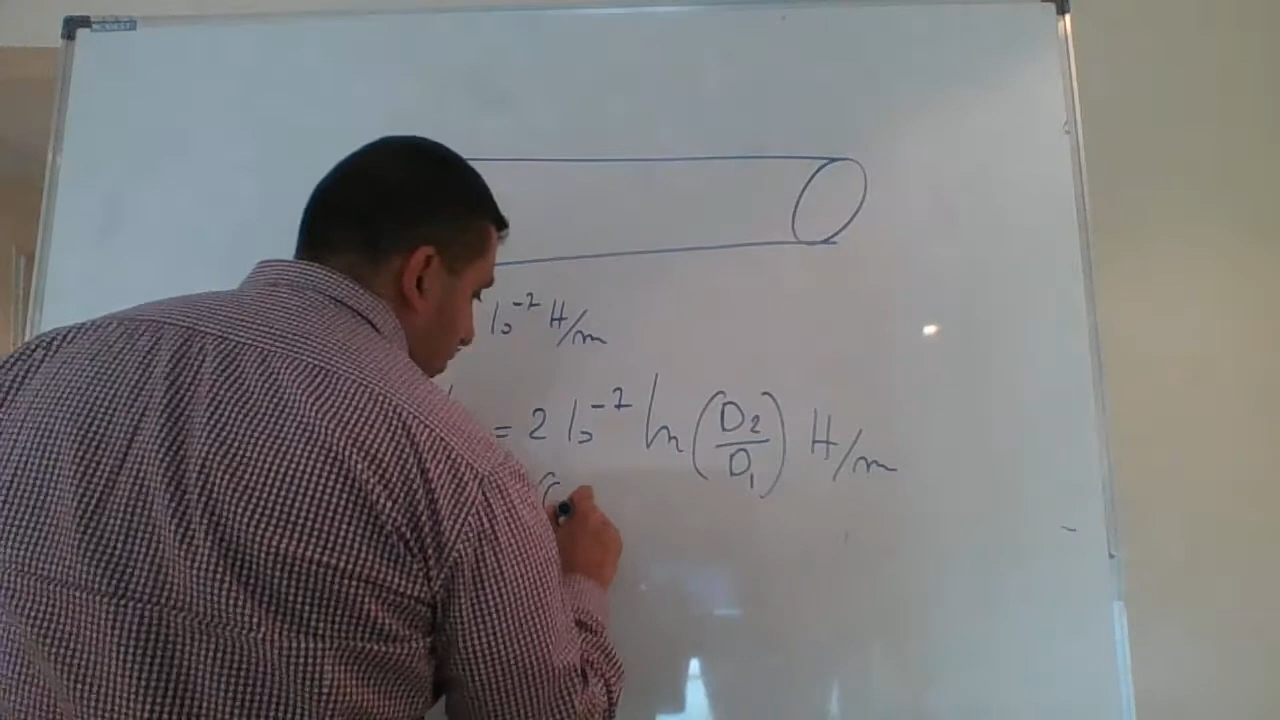 10⁻⁷ H/m
= 2 10⁻⁷ ln(D₂/D₁) H/m